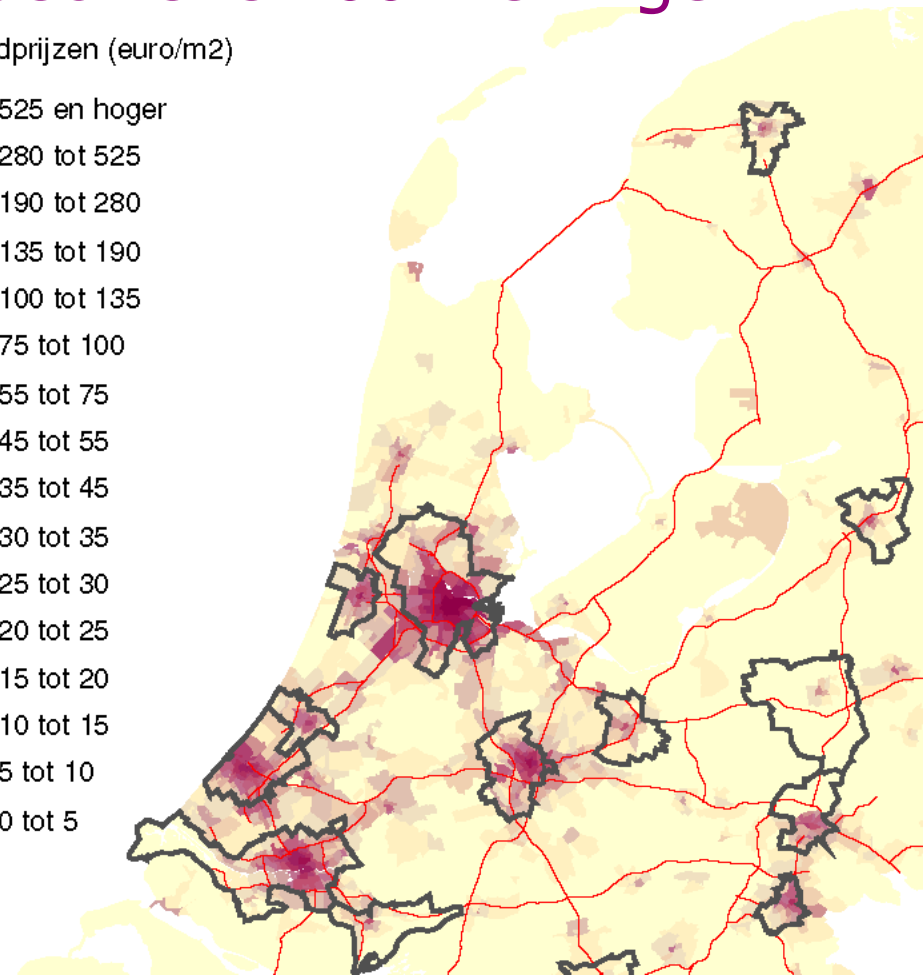 dprijzen (euro/m2)
525 en hoger
280 tot 525
190 tot 280
135 tot 190
100 tot 135
75 tot 100
55 tot 75
45 tot 55
35 tot 45
30 tot 35
25 tot 30
20 tot 25
15 tot 20
10 tot 15
5 tot 10
0 tot 5